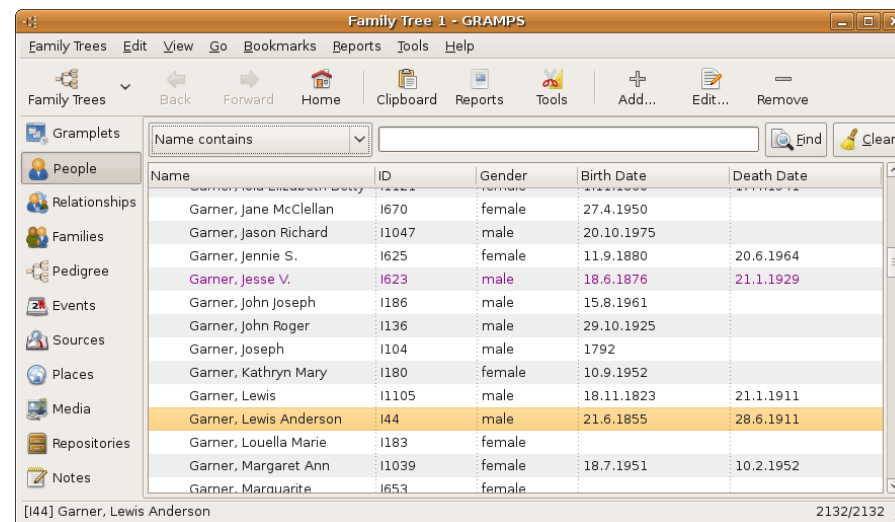 Family Tree 1 - GRAMPS
Family Trees Edit View Go Bookmarks Reports Tools Help
Family Trees Back Forward Home Clipboard Reports Tools Add... Edit... Remove
Gramplets
People
Relationships
Families
Pedigree
Events
Sources
Places
Media
Repositories
Notes
Name contains Find Clear
Name ID Gender Birth Date Death Date
Garner, Jane McClellan I670 female 27.4.1950
Garner, Jason Richard I1047 male 20.10.1975
Garner, Jennie S. I625 female 11.9.1880 20.6.1964
Garner, Jesse V. I623 male 18.6.1876 21.1.1929
Garner, John Joseph I186 male 15.8.1961
Garner, John Roger I136 male 29.10.1925
Garner, Joseph I104 male 1792
Garner, Kathryn Mary I180 female 10.9.1952
Garner, Lewis I1105 male 18.11.1823 21.1.1911
Garner, Lewis Anderson I44 male 21.6.1855 28.6.1911
Garner, Louella Marie I183 female
Garner, Margaret Ann I1039 female 18.7.1951 10.2.1952
Garner, Marguarite I653 female
[I44] Garner, Lewis Anderson 2132/2132